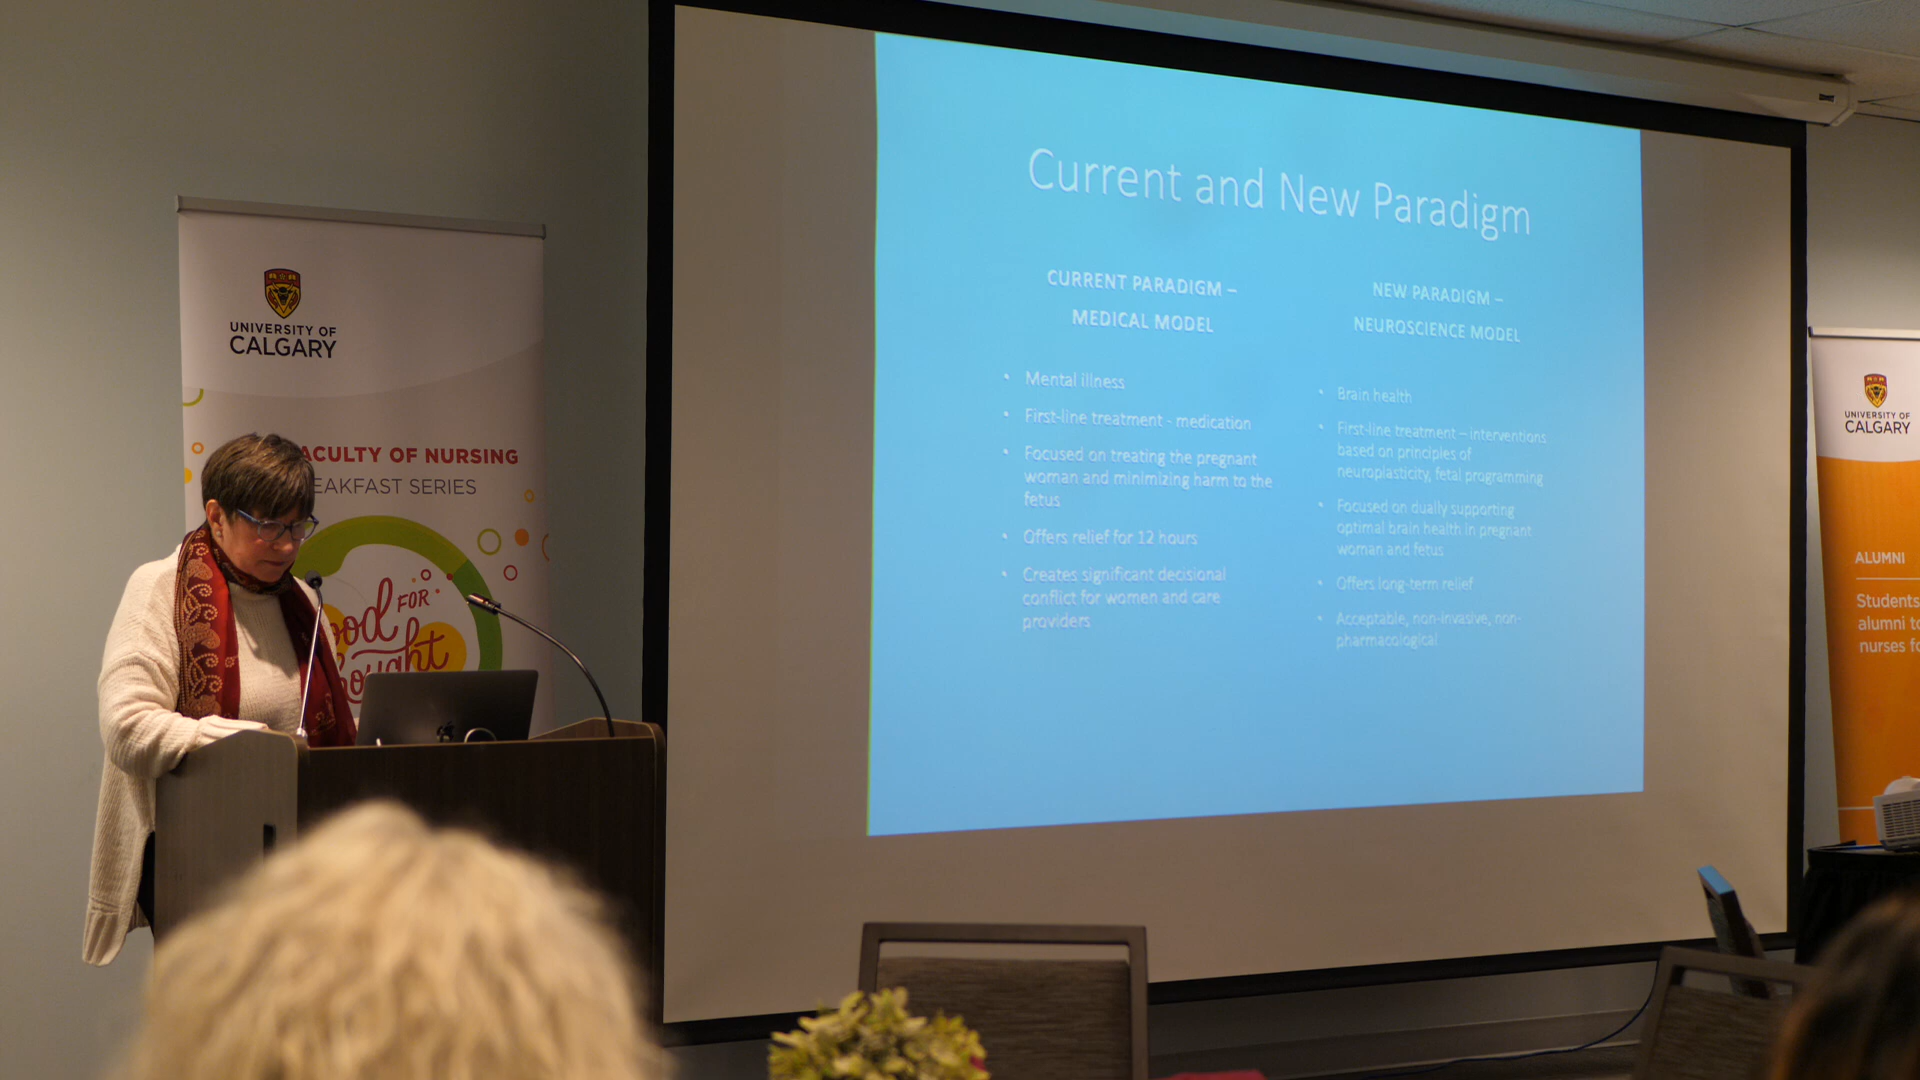 UNIVERSITY OF
CALGARY
ACULTY OF NURSING
EAKFAST SERIES
ood FOR
hought
Current and New Paradigm
CURRENT PARADIGM –
MEDICAL MODEL
• Mental illness
• First-line treatment - medication
• Focused on treating the pregnant
woman and minimizing harm to the
fetus
• Offers relief for 12 hours
• Creates significant decisional
conflict for women and care
providers
NEW PARADIGM –
NEUROSCIENCE MODEL
• Brain health
• First-line treatment – interventions
based on principles of
neuroplasticity, fetal programming
• Focused on dually supporting
optimal brain health in pregnant
woman and fetus
• Offers long-term relief
• Acceptable, non-invasive, non-
pharmacological
UNIVERSITY OF
CALGARY
ALUMNI
Students
alumni to
nurses fo